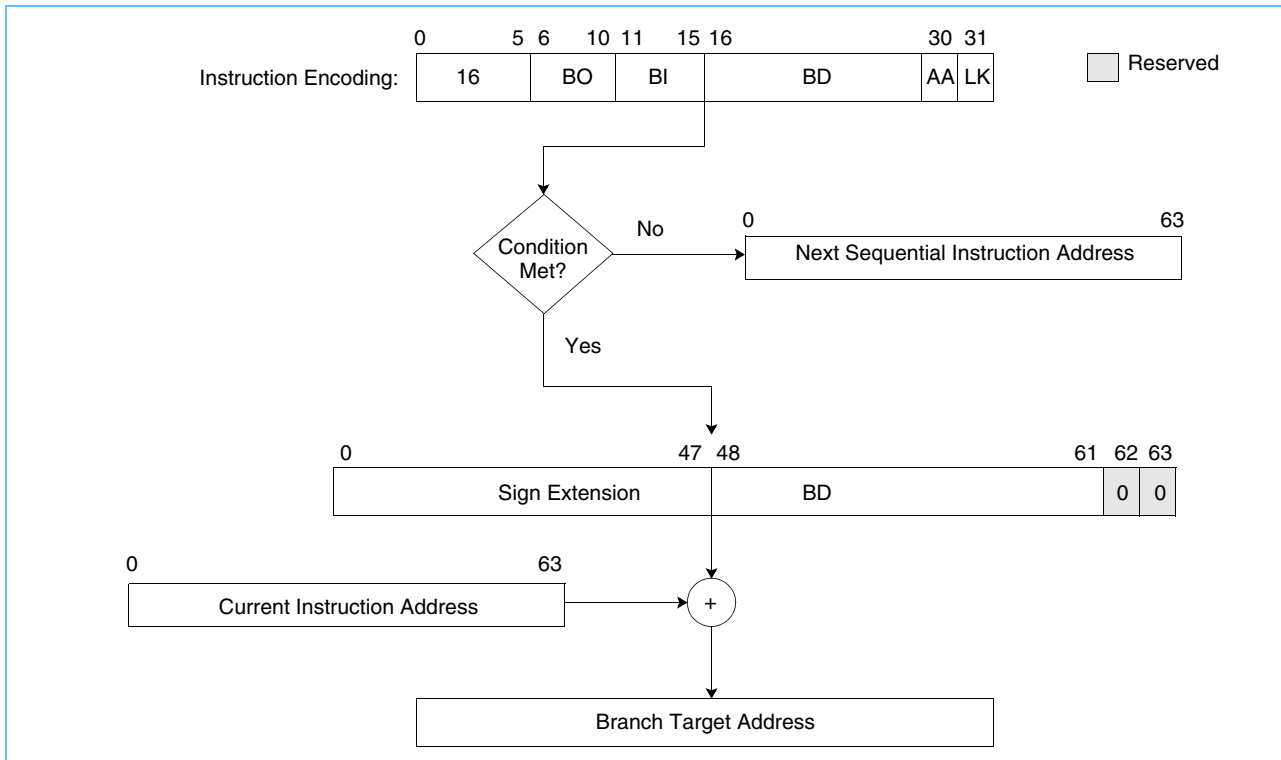 0 5 6 10 11 15 16 30 31
Instruction Encoding: 16 BO BI BD AA LK
Reserved
Condition
Met?
No
0 63
Next Sequential Instruction Address
Yes
0 47 48 61 62 63
Sign Extension BD 0 0
0 63
Current Instruction Address
+
Branch Target Address